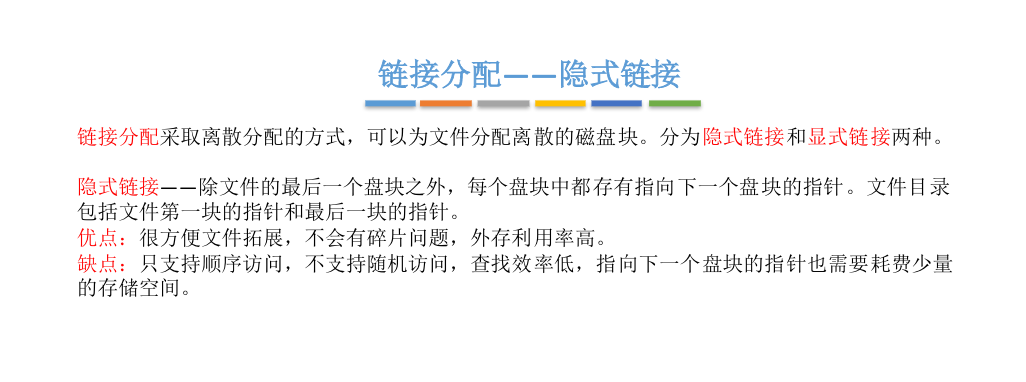 链接分配——隐式链接
链接分配采取离散分配的方式，可以为文件分配离散的磁盘块。分为隐式链接和显式链接两种。
隐式链接——除文件的最后一个盘块之外，每个盘块中都存有指向下一个盘块的指针。文件目录
包括文件第一块的指针和最后一块的指针。
优点：很方便文件拓展，不会有碎片问题，外存利用率高。
缺点：只支持顺序访问，不支持随机访问，查找效率低，指向下一个盘块的指针也需要耗费少量
的存储空间。